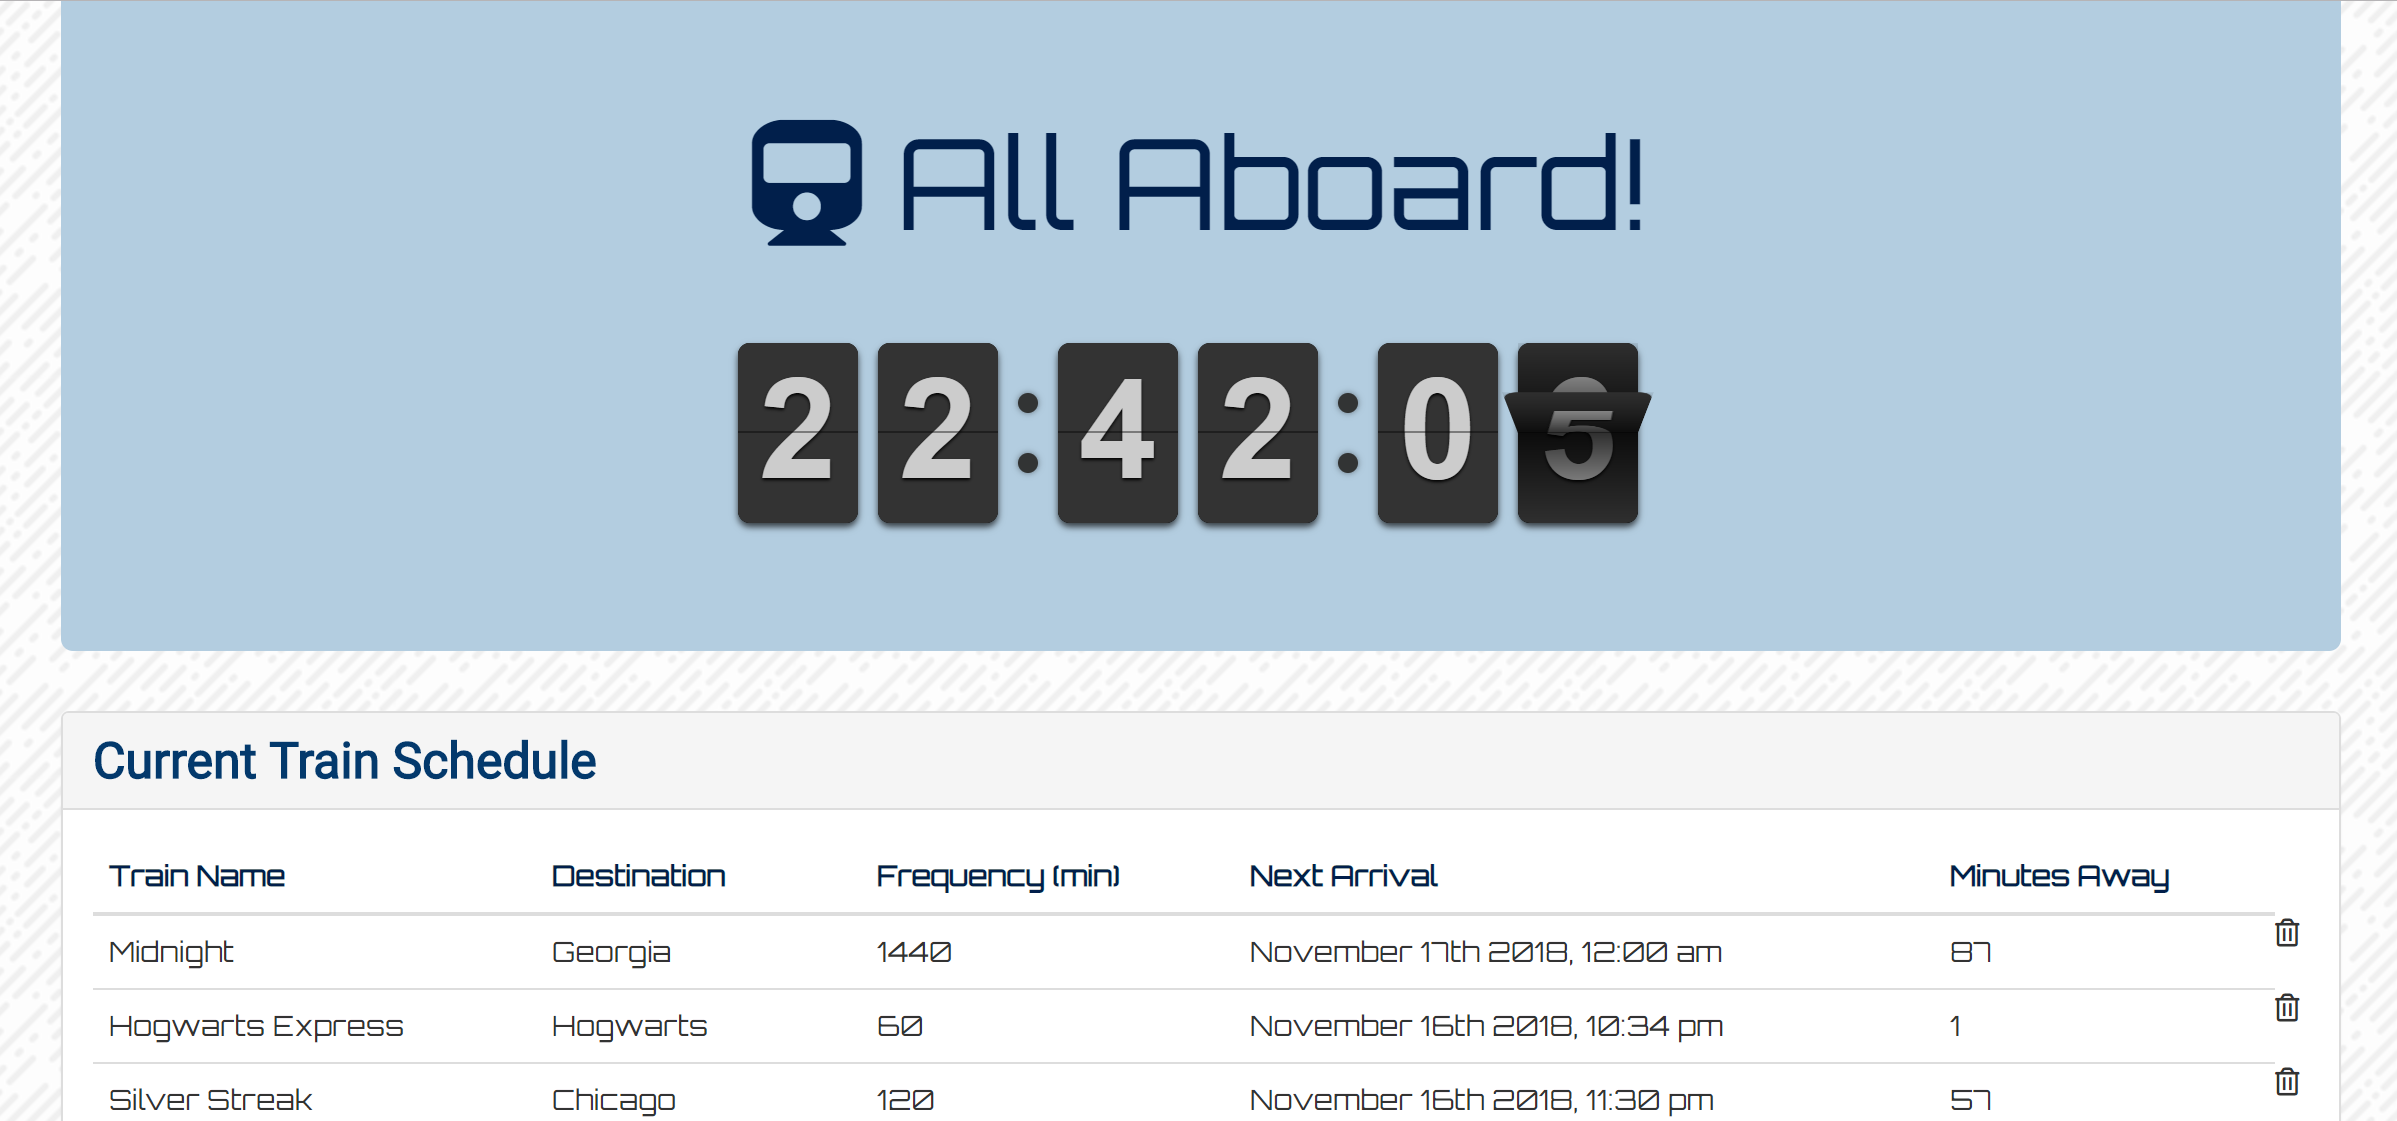 All Aboard!
22:42:05
Current Train Schedule
Train Name Destination Frequency (min) Next Arrival Minutes Away
Midnight Georgia 1440 November 17th 2018, 12:00 am 87
Hogwarts Express Hogwarts 60 November 16th 2018, 10:34 pm 1
Silver Streak Chicago 120 November 16th 2018, 11:30 pm 57